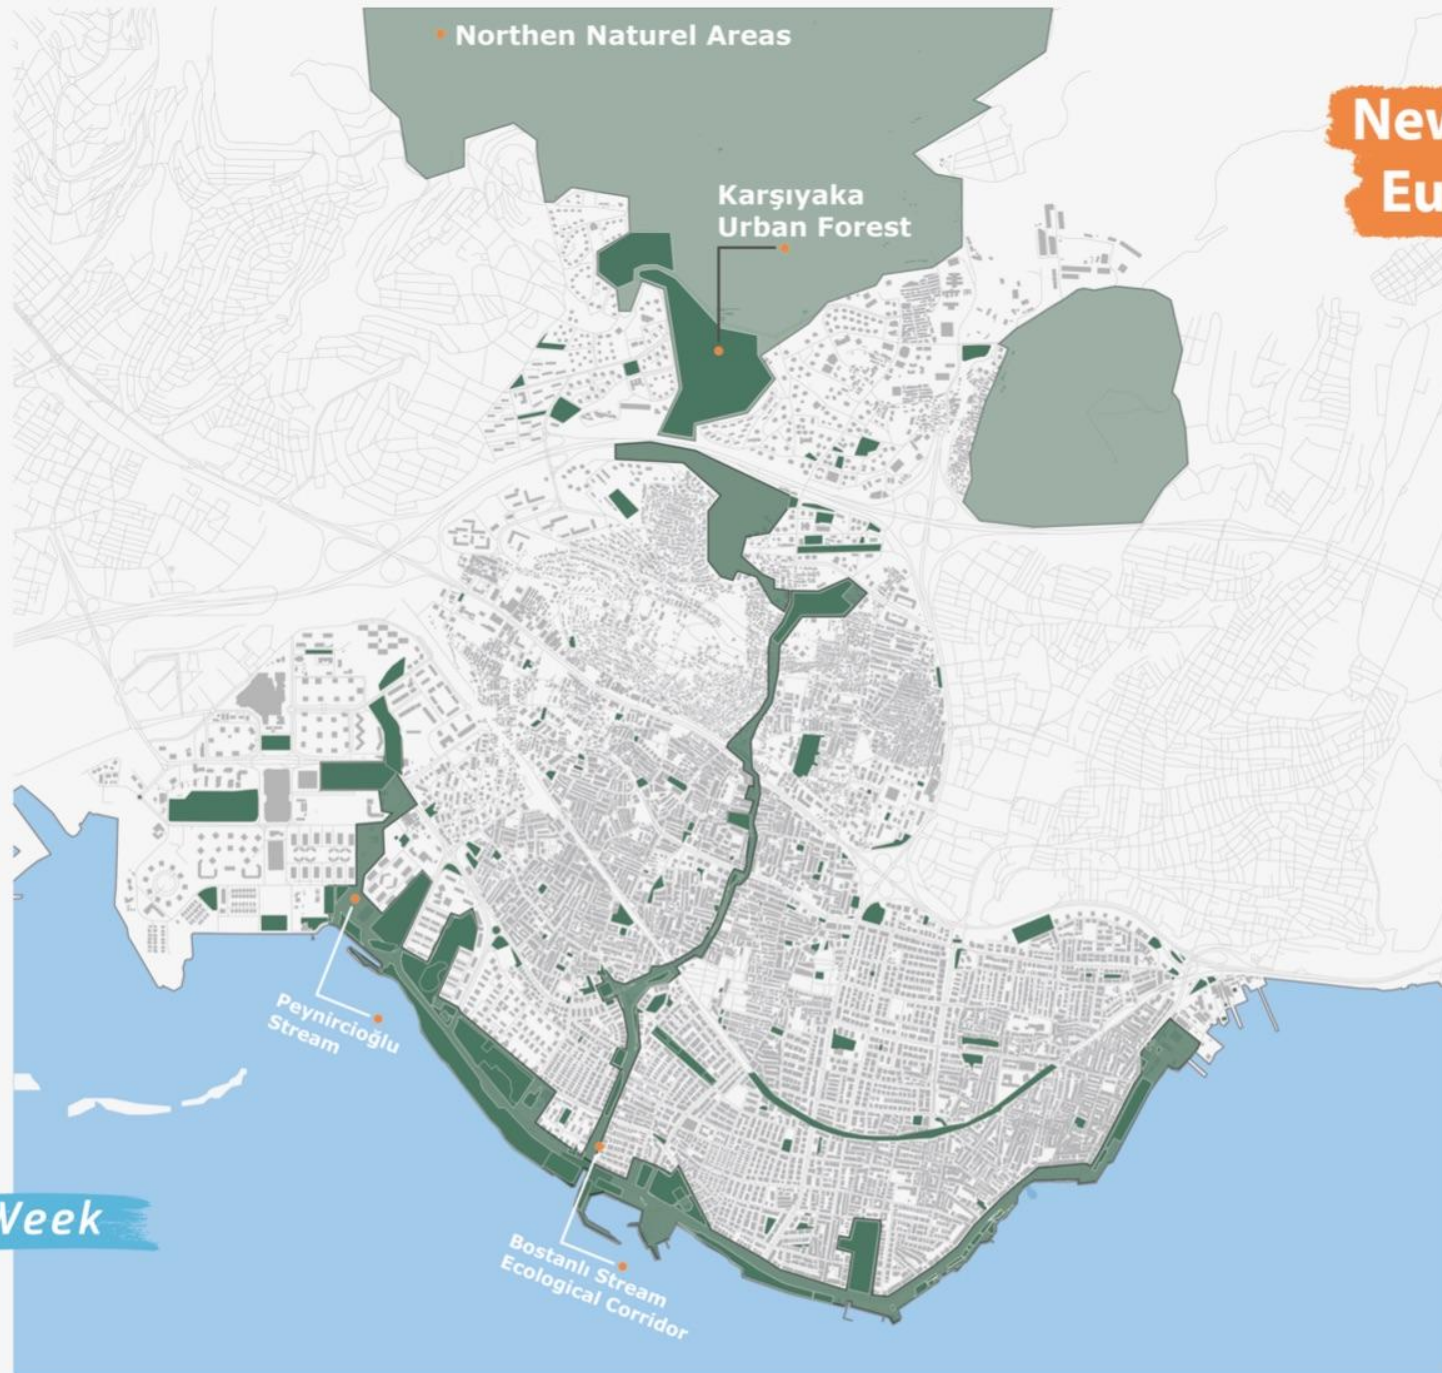 Northen Naturel Areas
Karşıyaka
Urban Forest
Peynircioğlu
Stream
Week
Bostanlı Stream
Ecological Corridor